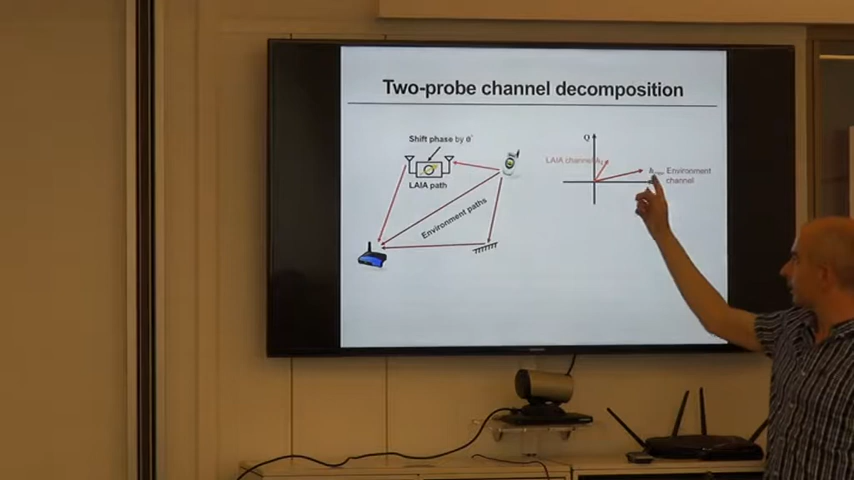 Two-probe channel decomposition
Shift phase by θ
LAIA path
Environment paths
Q
LAIA channel
Environment
channel